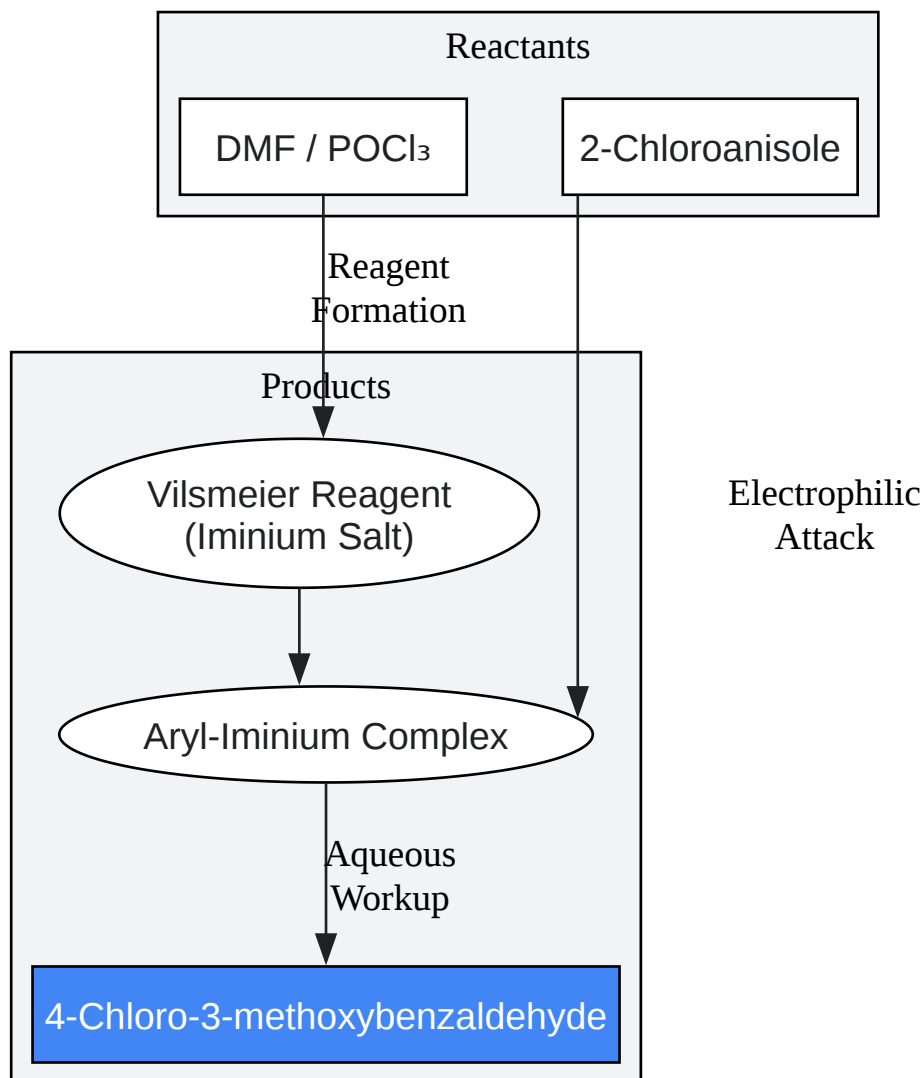 Reactants
DMF / POCl₃
2-Chloroanisole
Reagent
Formation
Products
Vilsmeier Reagent
(Iminium Salt)
Electrophilic
Attack
Aryl-Iminium Complex
Aqueous
Workup
4-Chloro-3-methoxybenzaldehyde